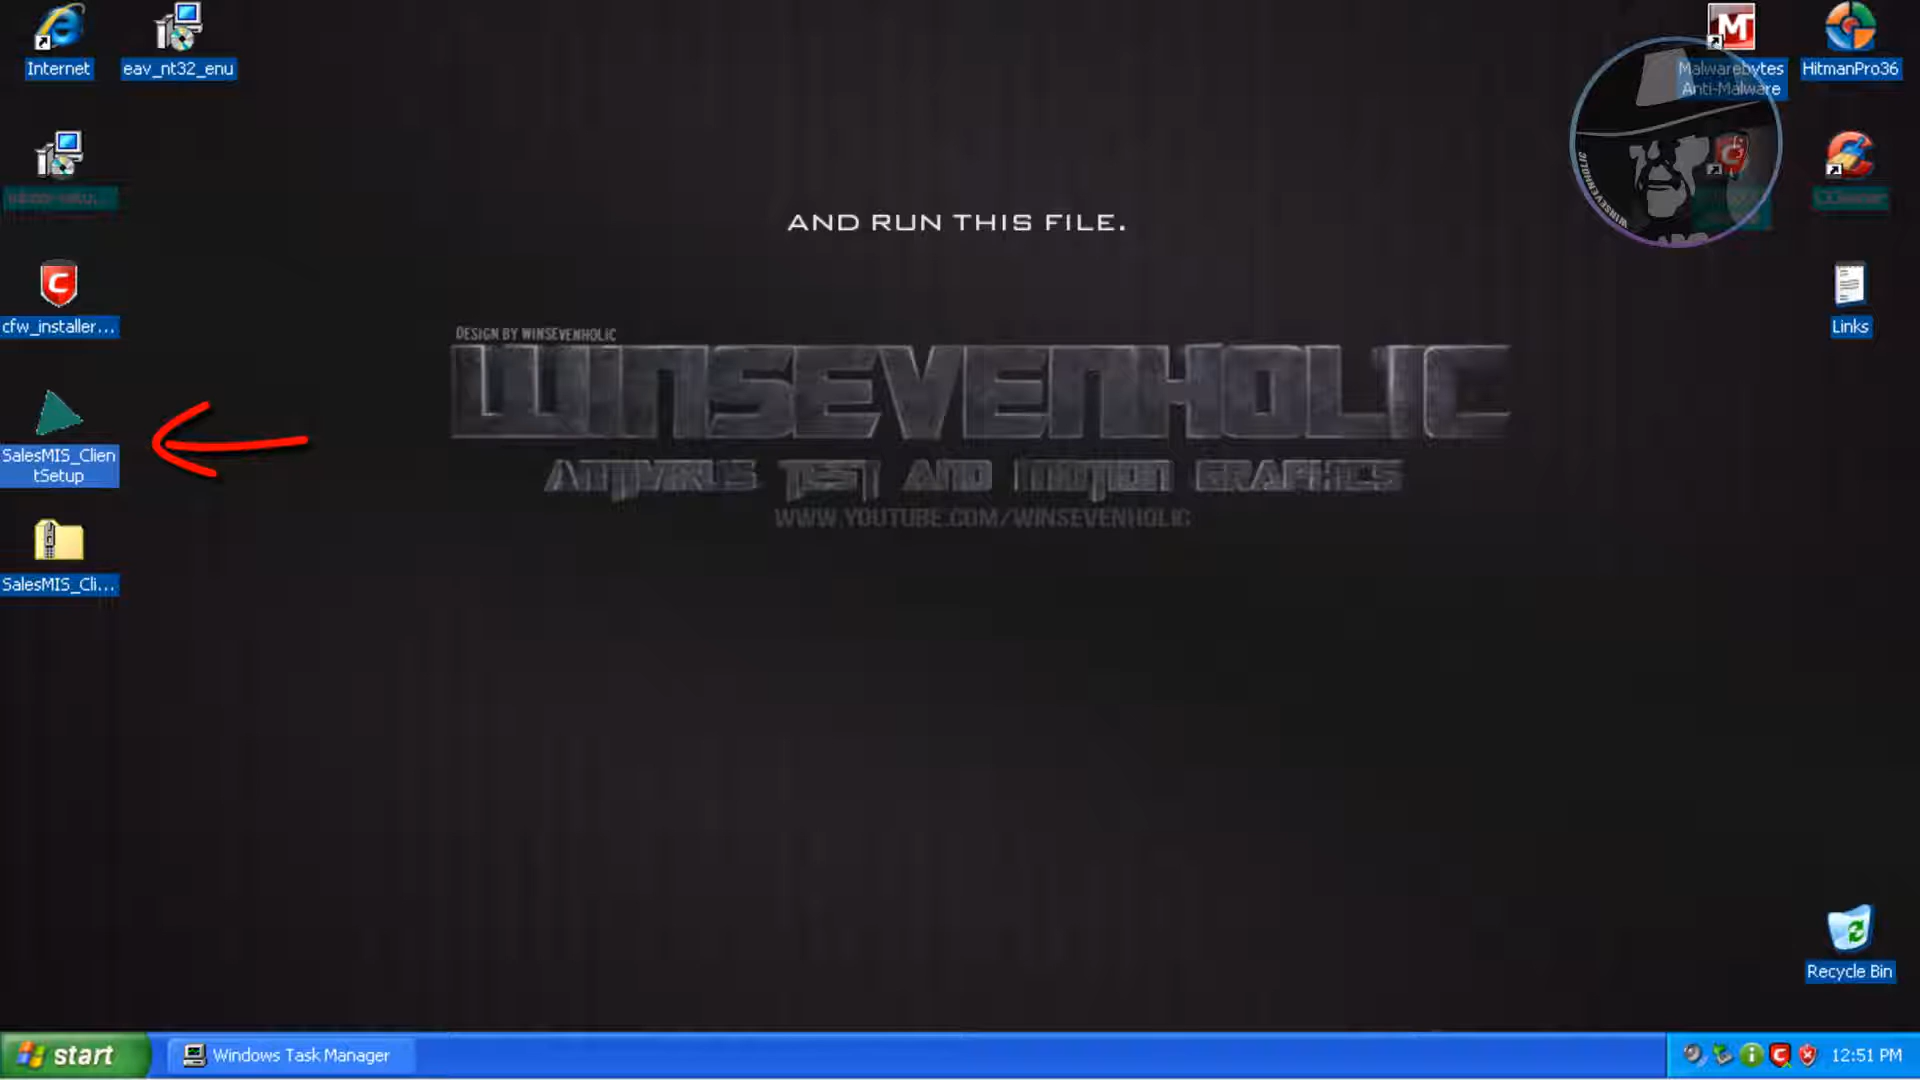 Internet
eav_nt32_enu
Malwarebytes
Anti-Malware
HitmanPro36
WINSEVENHOLIC
AND RUN THIS FILE.
cfw_installer...
Links
DESIGN BY WINSEVENHOLIC
WINSEVENHOLIC
ANTIVIRUS TEST AND MOTION GRAPHICS
WWW.YOUTUBE.COM/WINSEVENHOLIC
SalesMIS_Clien
tSetup
SalesMIS_Cli...
Recycle Bin
start
Windows Task Manager
12:51 PM